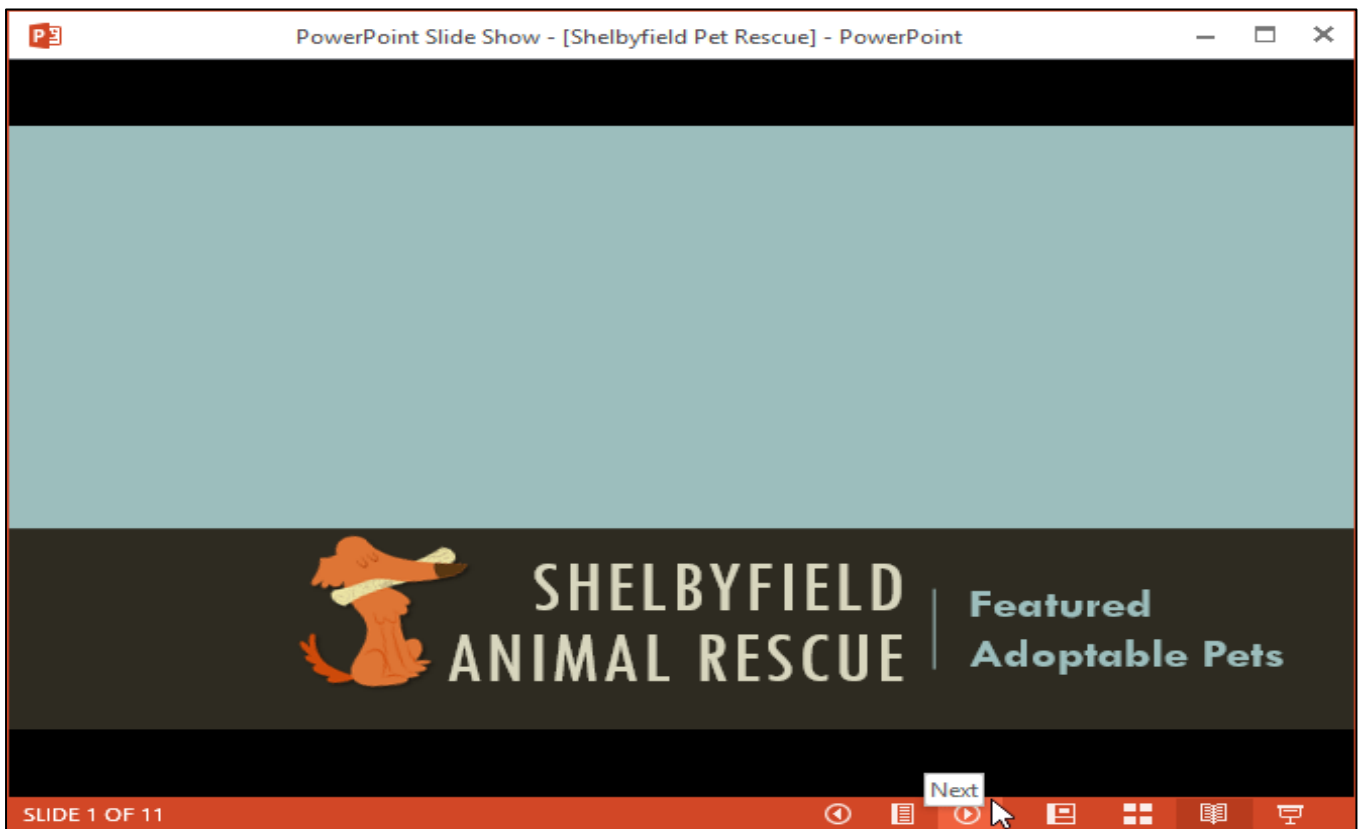 PowerPoint Slide Show - [Shelbyfield Pet Rescue] - PowerPoint
SHELBYFIELD
ANIMAL RESCUE
Featured
Adoptable Pets
Next
SLIDE 1 OF 11